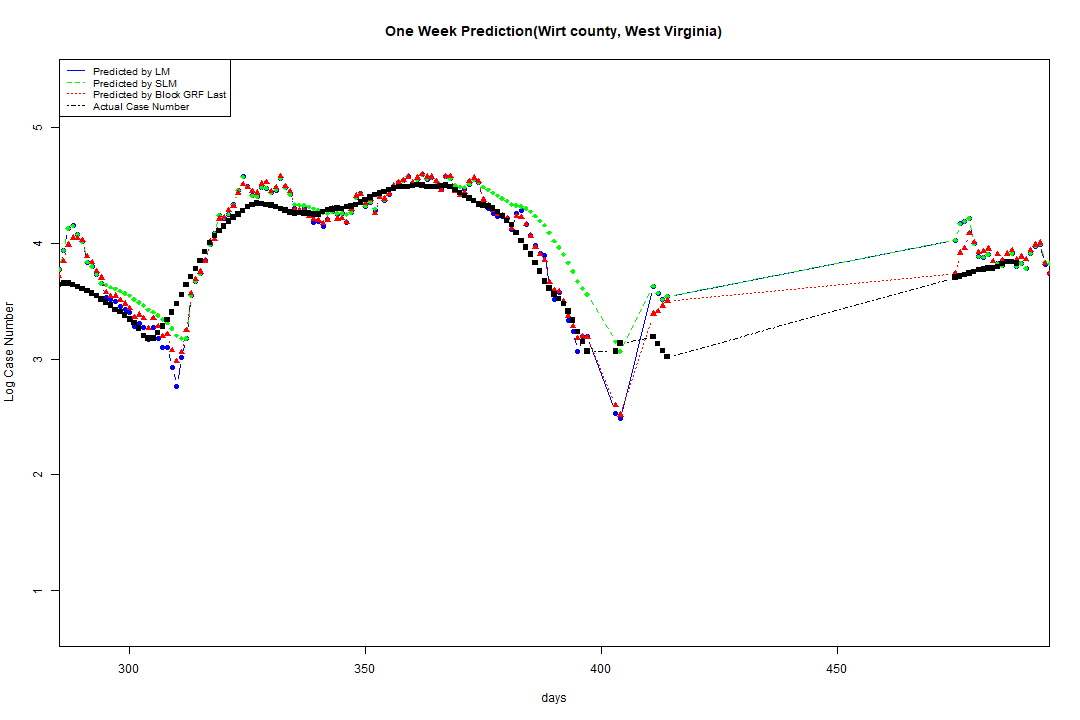 One Week Prediction(Wirt county, West Virginia)
Predicted by LM
Predicted by SLM
Predicted by Block GRF Last
Actual Case Number
5
4
3
2
1
Log Case Number
300 350 400 450
days